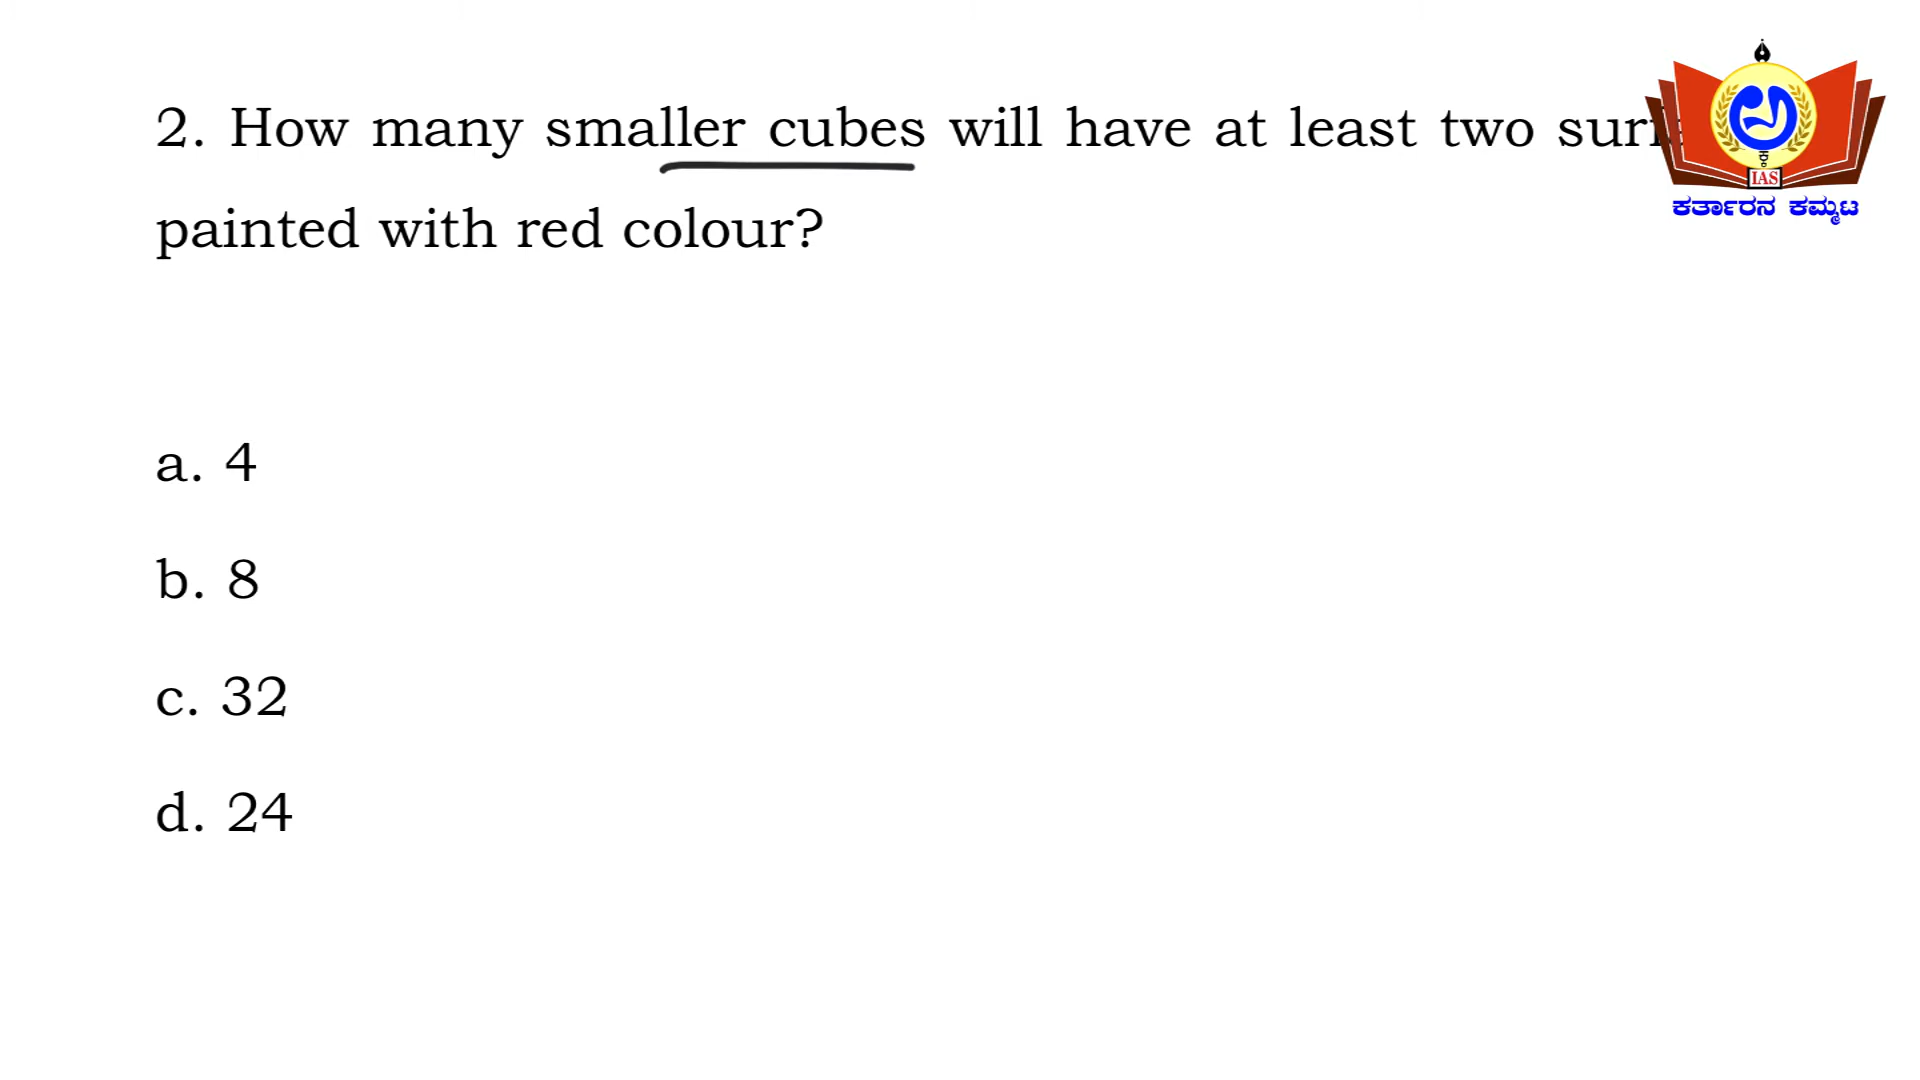 2. How many smaller cubes will have at least two
painted with red colour?
IAS
ಕರ್ತಾರನ ಕಮ್ಮಟ
a. 4
b. 8
c. 32
d. 24